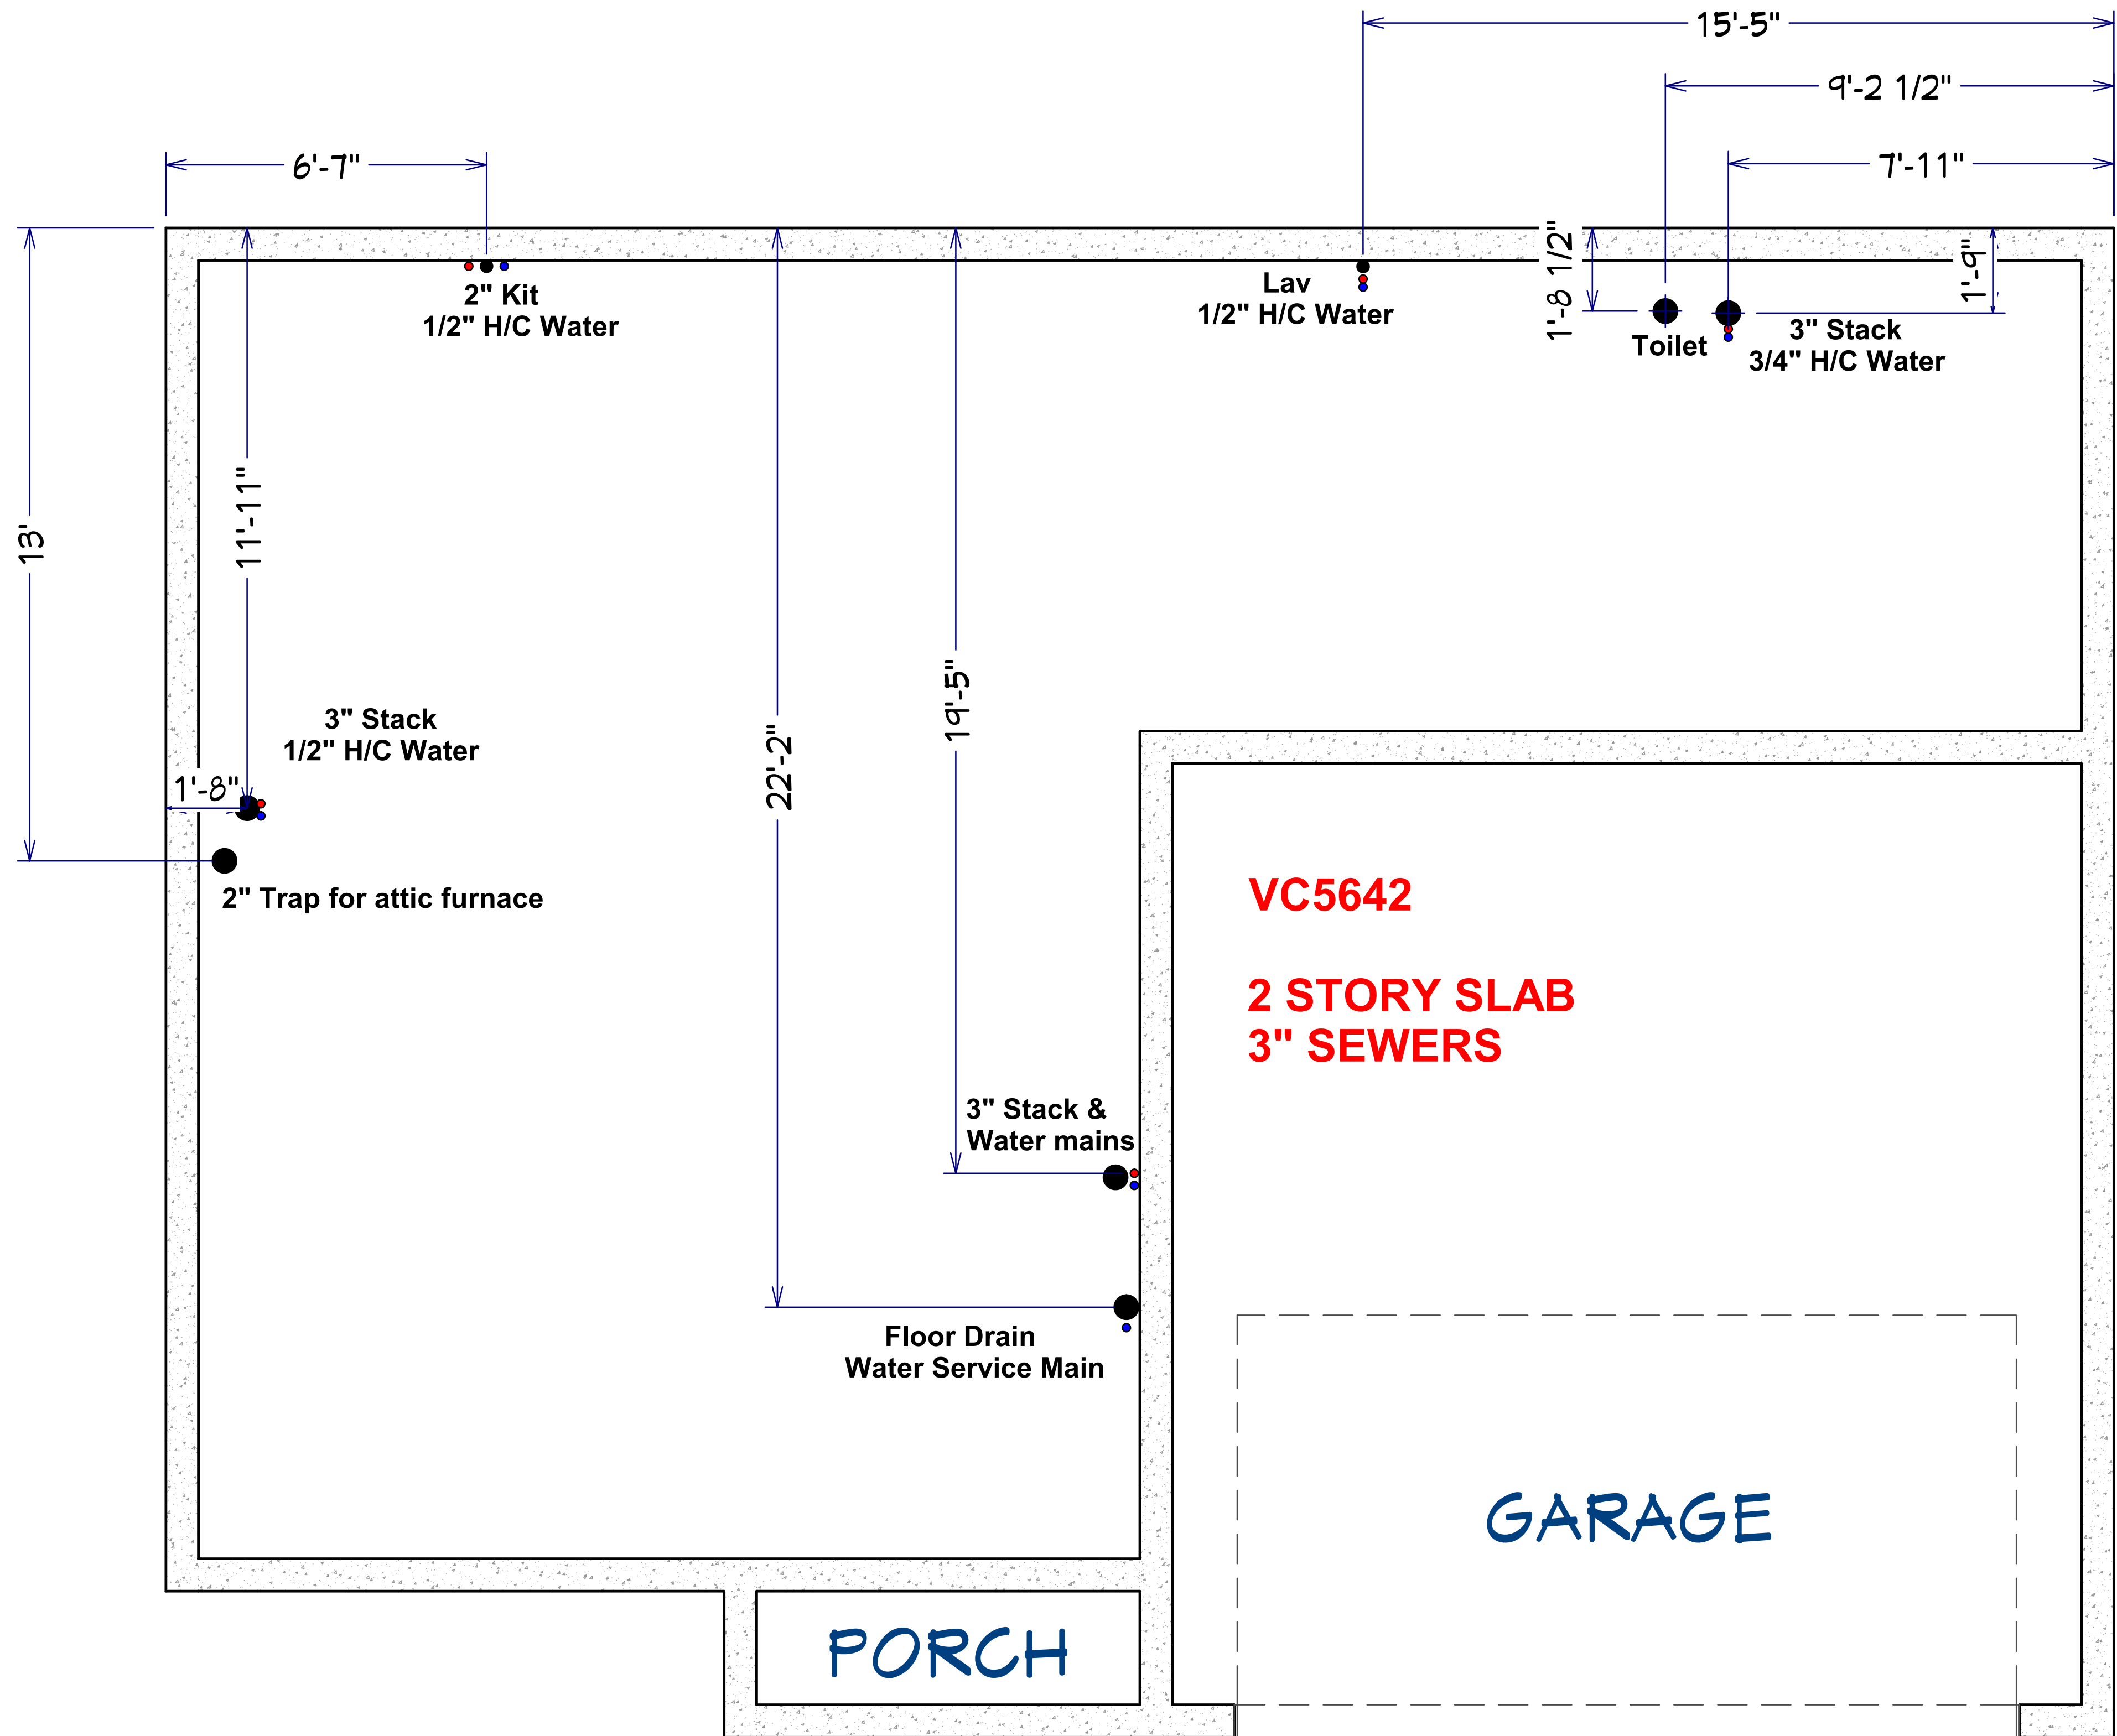 15'-5"
9'-2 1/2"
6'-7"
7'-11"
1'-8 1/2"
1'-9"
2" Kit
1/2" H/C Water
Lav
1/2" H/C Water
Toilet
3" Stack
3/4" H/C Water
13'
11'-11"
3" Stack
1/2" H/C Water
1'-8"
22'-2"
19'-5"
2" Trap for attic furnace
VC5642
2 STORY SLAB
3" SEWERS
3" Stack &
Water mains
Floor Drain
Water Service Main
GARAGE
PORCH